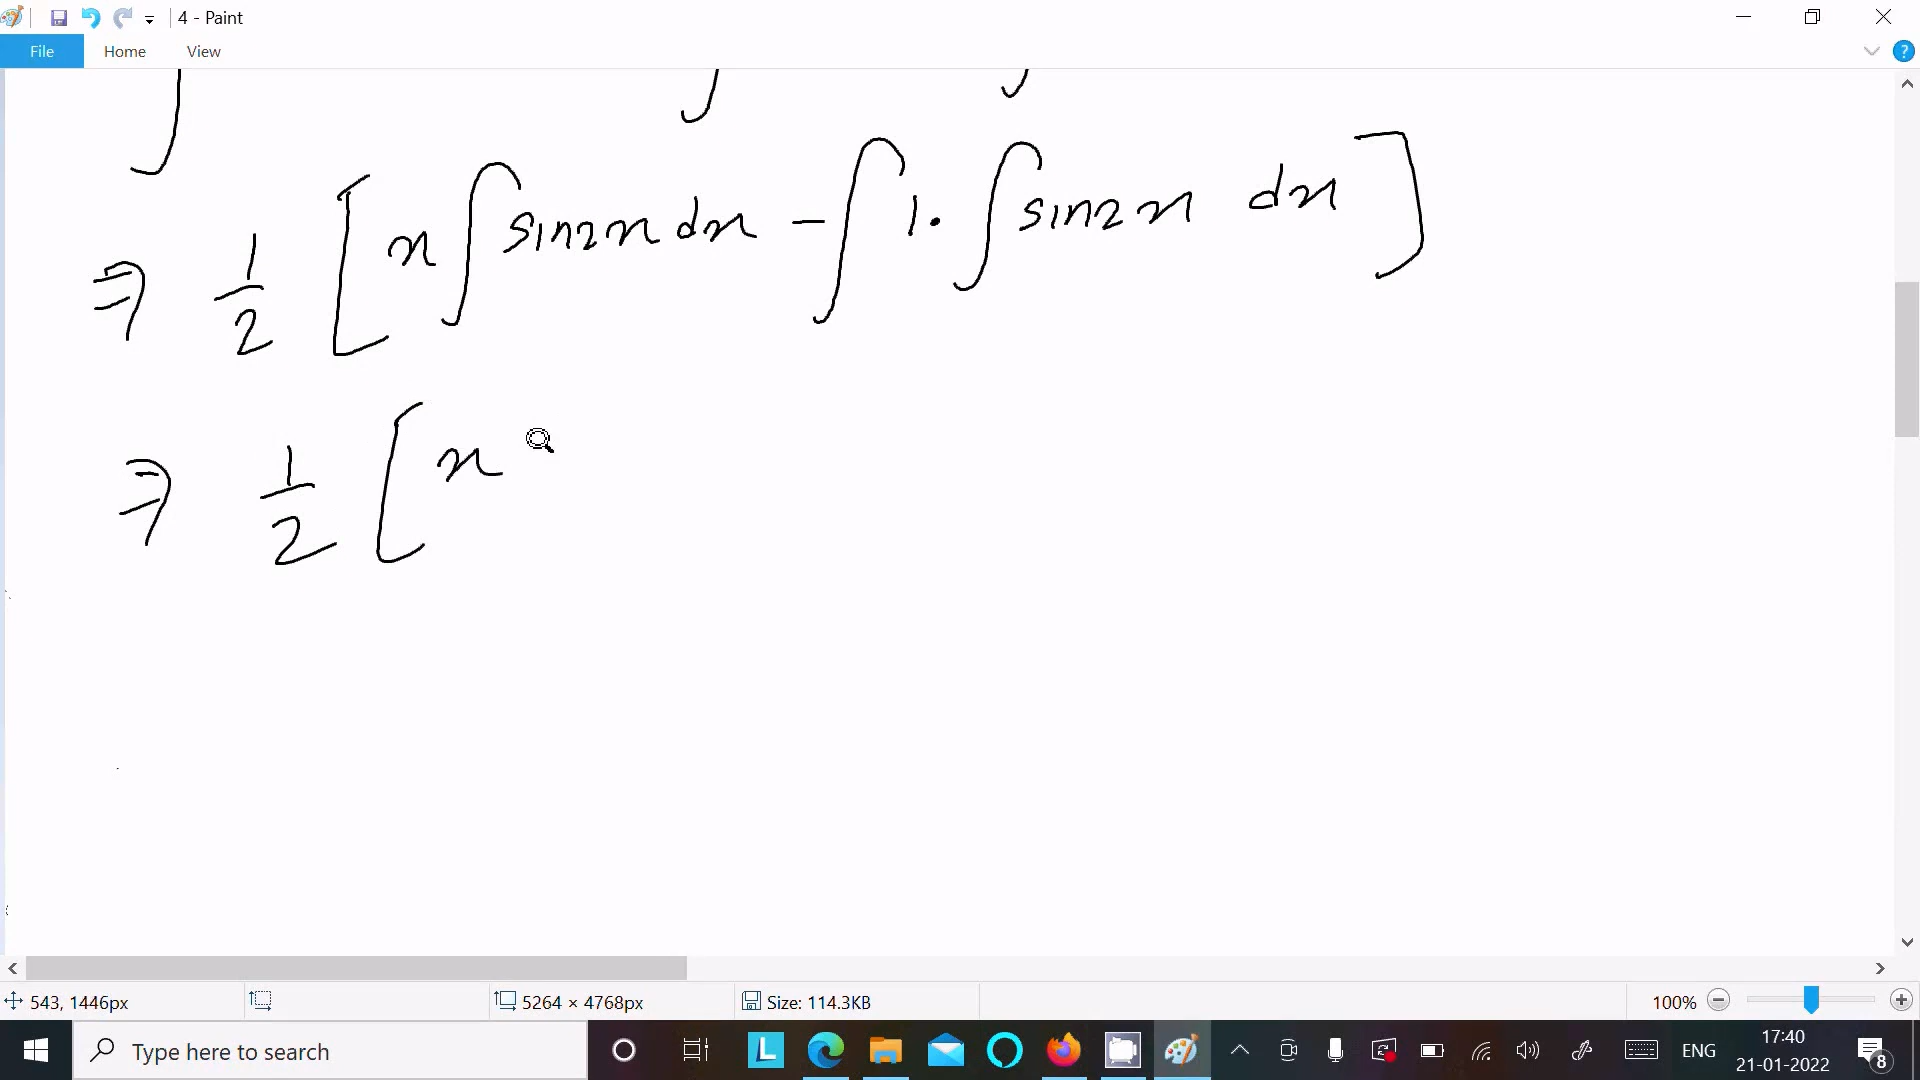 4 - Paint
File Home View
⇒ 1/2 [ x ∫ sin2x dx - ∫ 1. ∫ sin2x dx ]
⇒ 1/2 [ x
543, 1446px 5264 × 4768px Size: 114.3KB 100%
Type here to search L ENG 17:40
21-01-2022 8